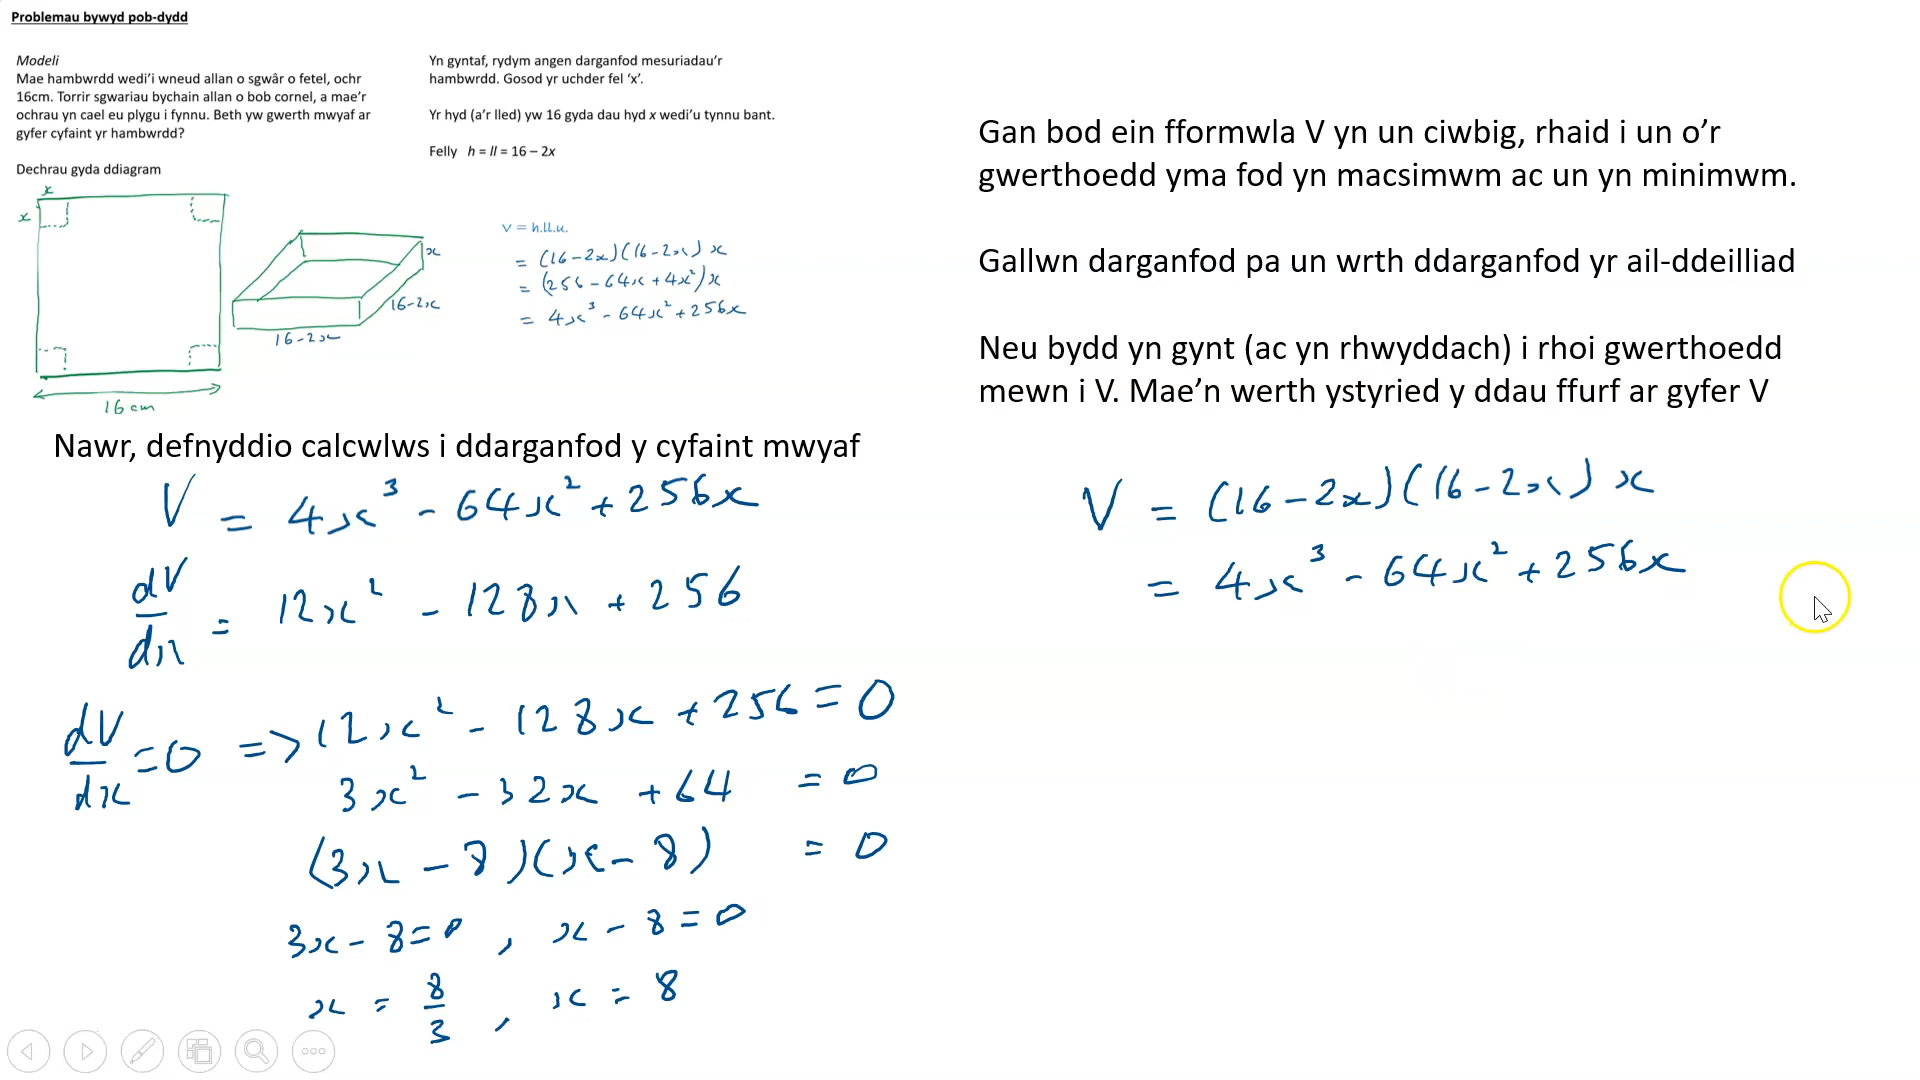 Problemau bywyd pob-dydd
Modeli
Mae hambwrdd wedi'i wneud allan o sgwâr o fetel, ochr
16cm. Torrir sgwariau bychain allan o bob cornel, a mae'r
ochrau yn cael eu plygu i fynnu. Beth yw gwerth mwyaf ar
gyfer cyfaint yr hambwrdd?
Dechrau gyda ddiagram
x
x
16 cm
x
16-2x
16-2x
Yn gyntaf, rydym angen darganfod mesuriadau'r
hambwrdd. Gosod yr uchder fel 'x'.
Yr hyd (a'r lled) yw 16 gyda dau hyd x wedi'u tynnu bant.
Felly h = ll = 16 – 2x
V = h.ll.u.
= (16-2x)(16-2x) x
= (256-64x+4x²)x
= 4x³ - 64x² + 256x
Nawr, defnyddio calcwlws i ddarganfod y cyfaint mwyaf
V = 4x³ - 64x² + 256x
dV/dx = 12x² - 128x + 256
dV/dx = 0 => 12x² - 128x + 256 = 0
3x² - 32x + 64 = 0
(3x - 8)(x - 8) = 0
3x - 8 = 0 , x - 8 = 0
x = 8/3 , x = 8
Gan bod ein fformwla V yn un ciwbig, rhaid i un o'r
gwerthoedd yma fod yn macsimwm ac un yn minimwm.
Gallwn darganfod pa un wrth ddarganfod yr ail-ddeilliad
Neu bydd yn gynt (ac yn rhwyddach) i rhoi gwerthoedd
mewn i V. Mae'n werth ystyried y ddau ffurf ar gyfer V
V = (16-2x)(16-2x) x
= 4x³ - 64x² + 256x